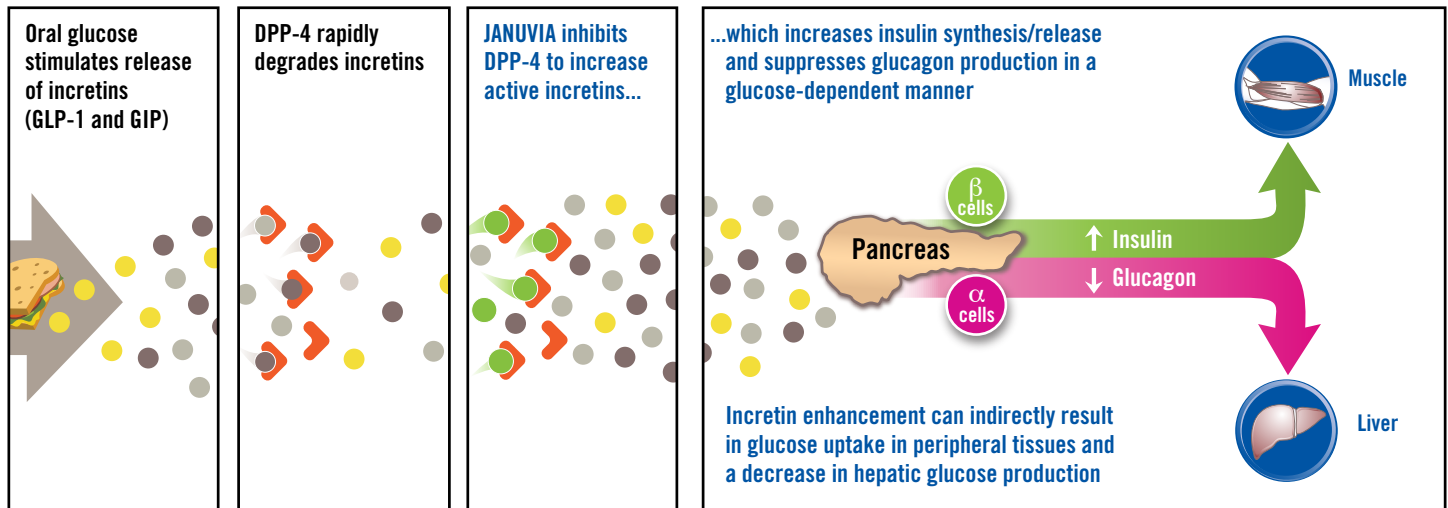 Oral glucose
stimulates release
of incretins
(GLP-1 and GIP)
DPP-4 rapidly
degrades incretins
JANUVIA inhibits
DPP-4 to increase
active incretins...
...which increases insulin synthesis/release
and suppresses glucagon production in a
glucose-dependent manner
Muscle
β
cells
Pancreas
↑ Insulin
↓ Glucagon
α
cells
Incretin enhancement can indirectly result
in glucose uptake in peripheral tissues and
a decrease in hepatic glucose production
Liver